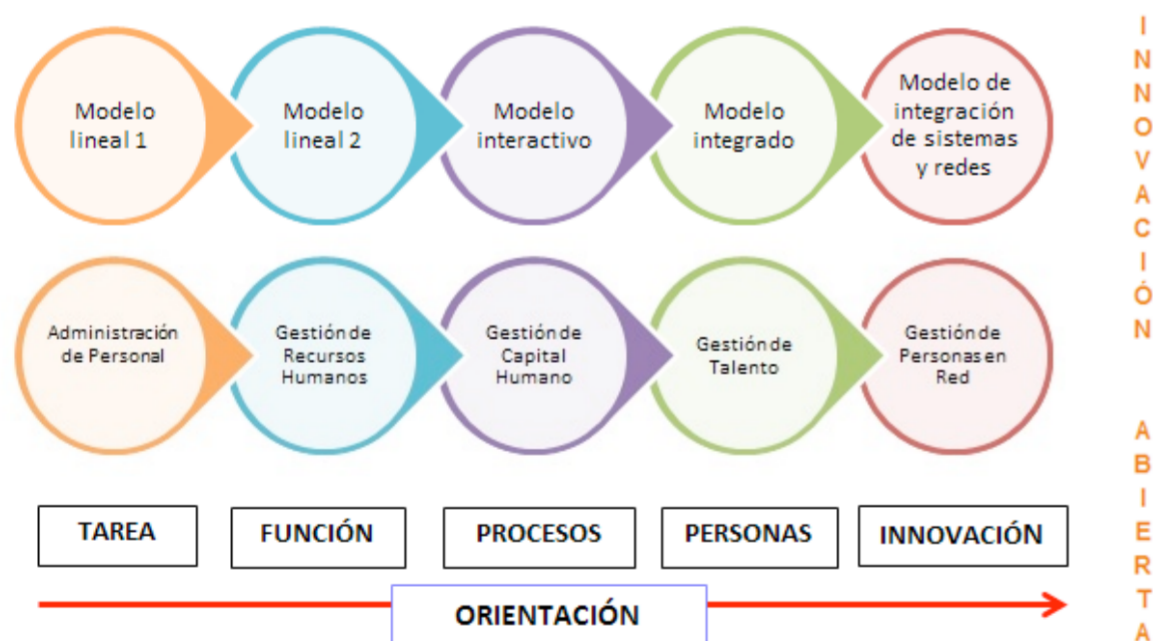 Modelo
lineal 1
Modelo
lineal 2
Modelo
interactivo
Modelo
integrado
Modelo de
integración
de sistemas
y redes
Administración
de Personal
Gestión de
Recursos
Humanos
Gestión de
Capital
Humano
Gestión de
Talento
Gestión de
Personas en
Red
TAREA
FUNCIÓN
PROCESOS
PERSONAS
INNOVACIÓN
ORIENTACIÓN
INNOVACIÓN
ABIERTA